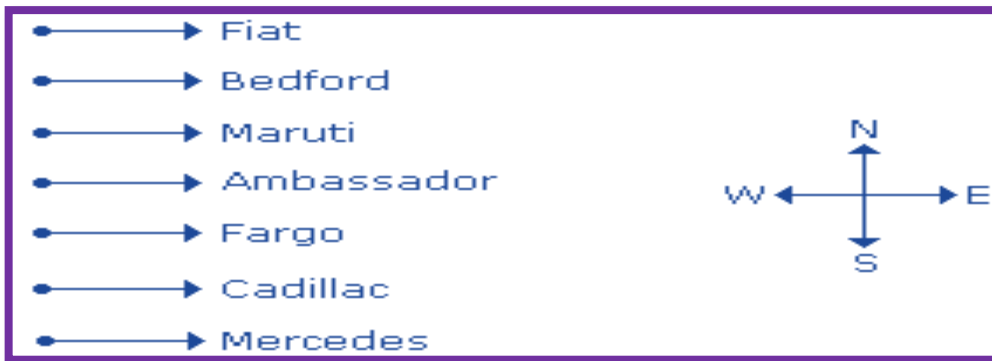 Fiat
Bedford
Maruti
Ambassador
Fargo
Cadillac
Mercedes
N
W E
S